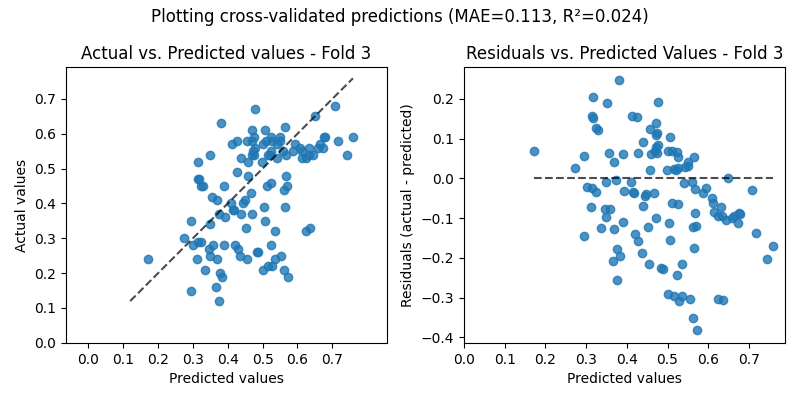 Plotting cross-validated predictions (MAE=0.113, R²=0.024)
Actual vs. Predicted values - Fold 3
Actual values
0.7
0.6
0.5
0.4
0.3
0.2
0.1
0.0
0.0 0.1 0.2 0.3 0.4 0.5 0.6 0.7
Predicted values
Residuals vs. Predicted Values - Fold 3
Residuals (actual - predicted)
0.2
0.1
0.0
−0.1
−0.2
−0.3
−0.4
0.0 0.1 0.2 0.3 0.4 0.5 0.6 0.7
Predicted values